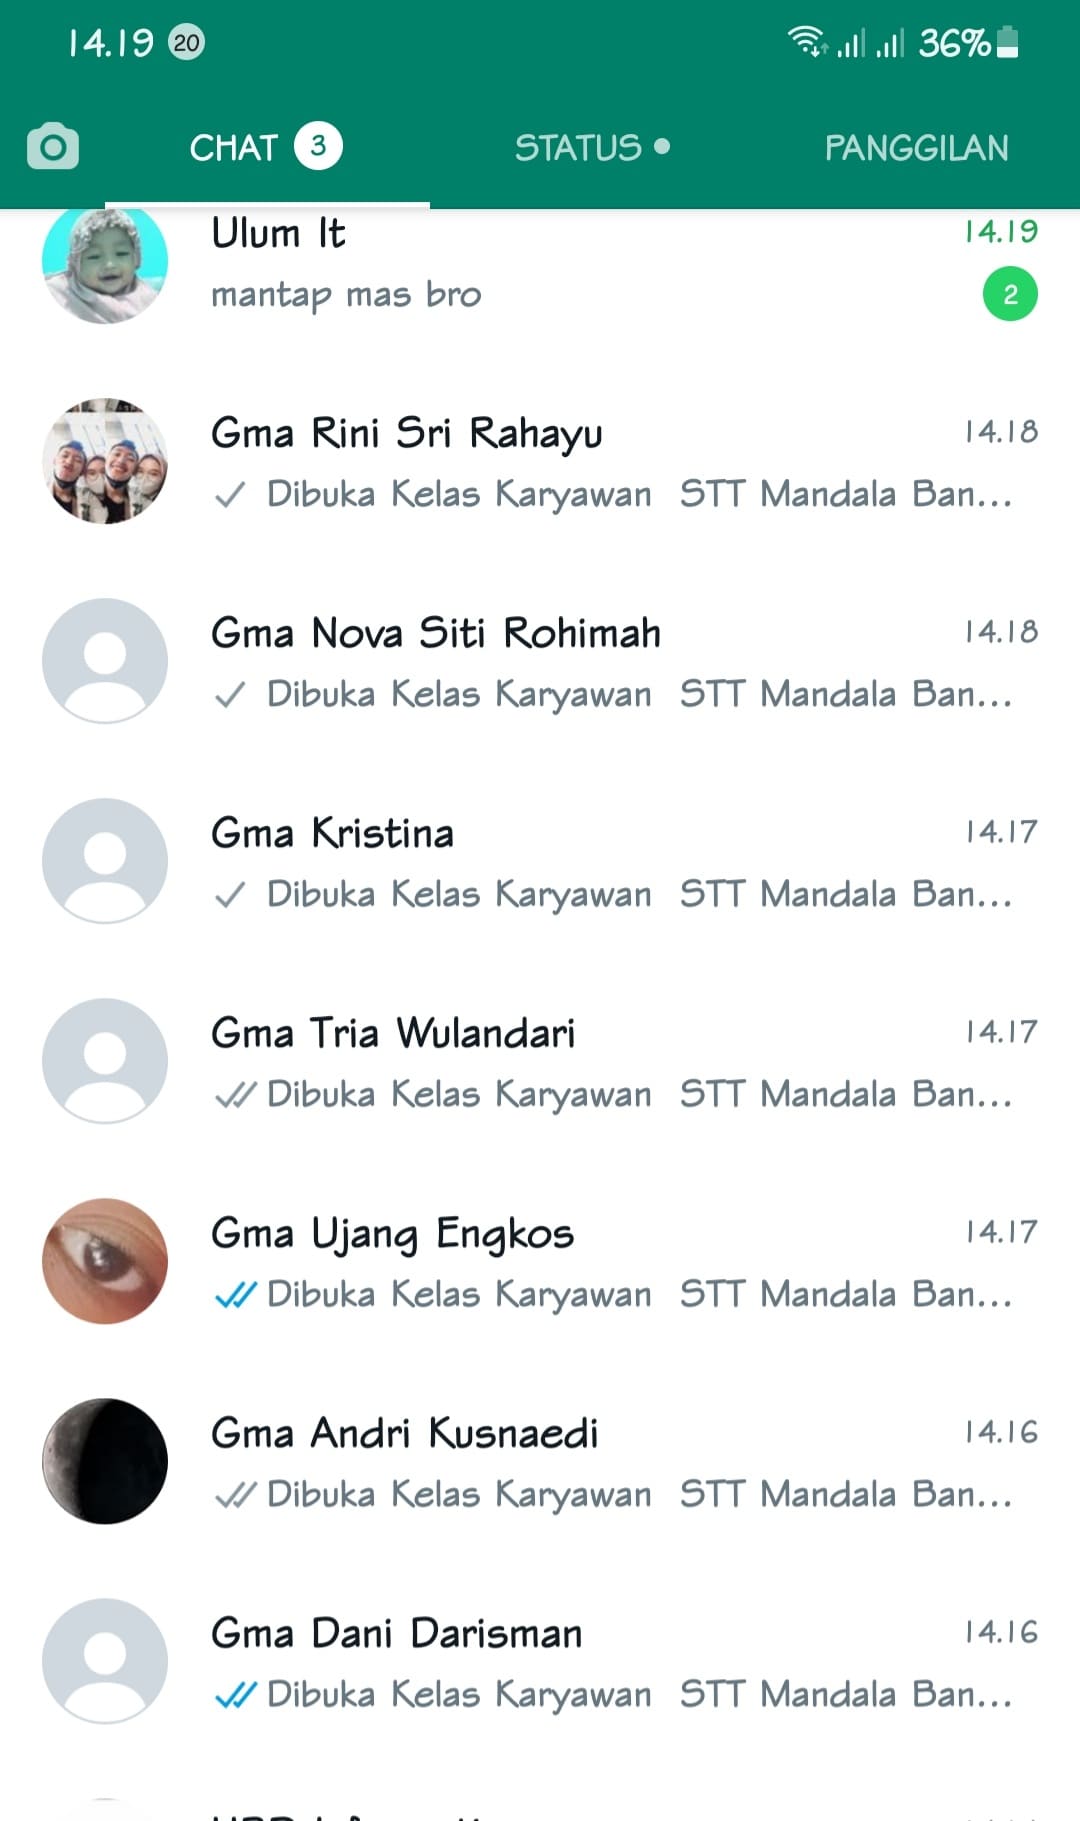 14.19 20 36%
CHAT 3 STATUS PANGGILAN
Ulum It 14.19
mantap mas bro 2
Gma Rini Sri Rahayu 14.18
Dibuka Kelas Karyawan STT Mandala Ban...
Gma Nova Siti Rohimah 14.18
Dibuka Kelas Karyawan STT Mandala Ban...
Gma Kristina 14.17
Dibuka Kelas Karyawan STT Mandala Ban...
Gma Tria Wulandari 14.17
Dibuka Kelas Karyawan STT Mandala Ban...
Gma Ujang Engkos 14.17
Dibuka Kelas Karyawan STT Mandala Ban...
Gma Andri Kusnaedi 14.16
Dibuka Kelas Karyawan STT Mandala Ban...
Gma Dani Darisman 14.16
Dibuka Kelas Karyawan STT Mandala Ban...